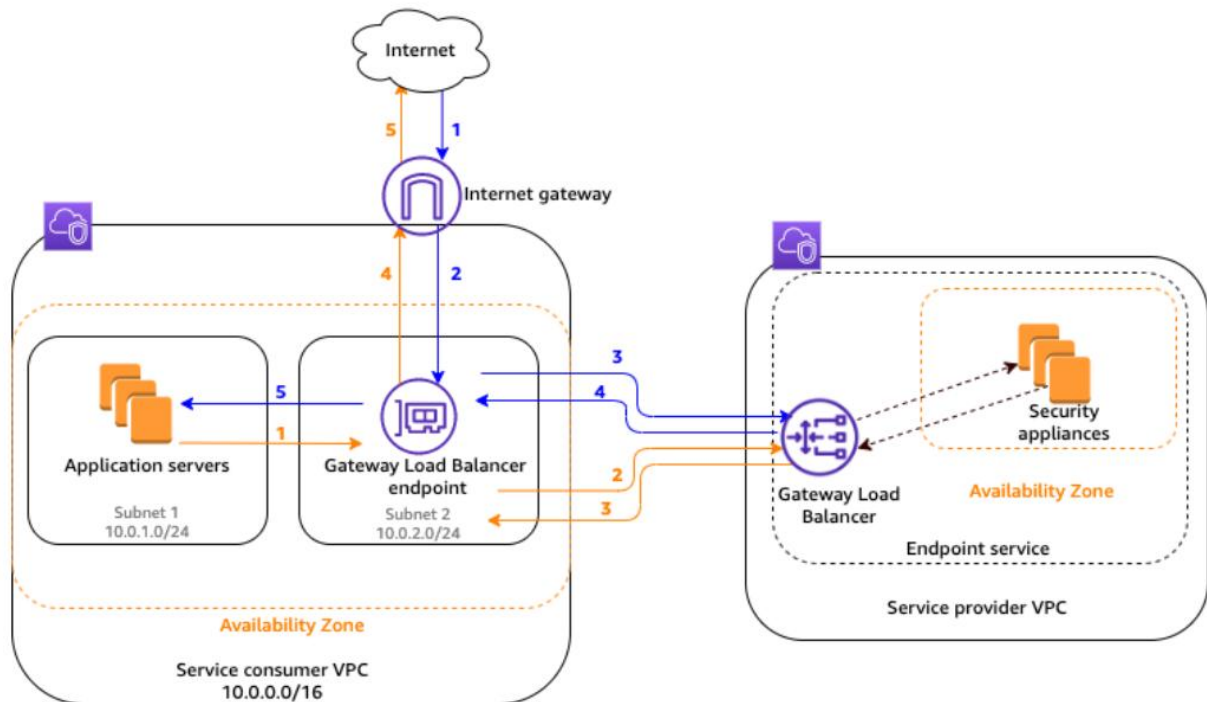 Internet
5
1
Internet gateway
4
2
3
4
5
1
Application servers
Gateway Load Balancer
endpoint
2
3
Subnet 1
10.0.1.0/24
Subnet 2
10.0.2.0/24
Availability Zone
Service consumer VPC
10.0.0.0/16
Security
appliances
Availability Zone
Gateway Load
Balancer
Endpoint service
Service provider VPC